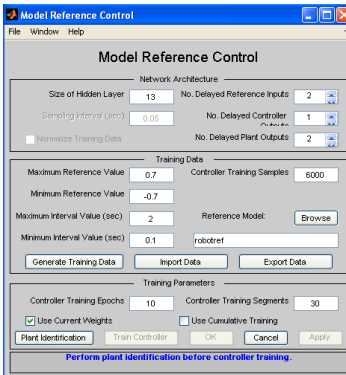 Model Reference Control
File Window Help
Model Reference Control
Network Architecture
Size of Hidden Layer 13 No. Delayed Reference Inputs 2
Sampling Interval (sec) 0.05 No. Delayed Controller Outputs 1
Normalize Training Data No. Delayed Plant Outputs 2
Training Data
Maximum Reference Value 0.7 Controller Training Samples 6000
Minimum Reference Value -0.7
Maximum Interval Value (sec) 2 Reference Model: Browse
Minimum Interval Value (sec) 0.1 robotref
Generate Training Data Import Data Export Data
Training Parameters
Controller Training Epochs 10 Controller Training Segments 30
Use Current Weights Use Cumulative Training
Plant Identification Train Controller OK Cancel Apply
Perform plant identification before controller training.